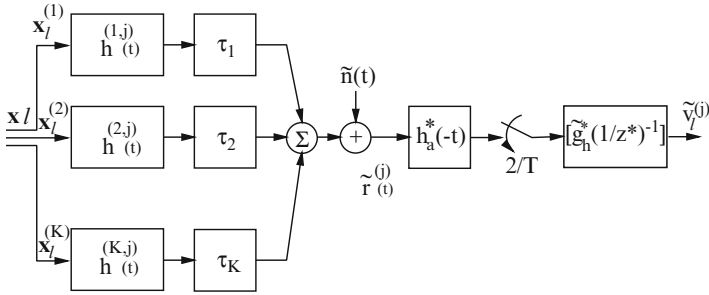 x_l^(1)
h^(1,j)(t)
τ_1
x l
x_l^(2)
h^(2,j)(t)
τ_2
Σ
ñ(t)
+
r̃^(j)(t)
h_a^*(-t)
2/T
[g̃_h^*(1/z*)^-1]
ṽ_l^(j)
x_l^(K)
h^(K,j)(t)
τ_K